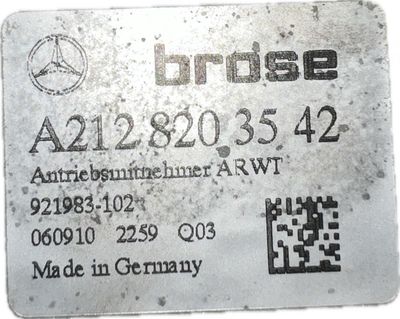 brose
A212 820 35 42
Antriebsmitnehmer ARWT
921983-102
060910 2259 Q03
Made in Germany